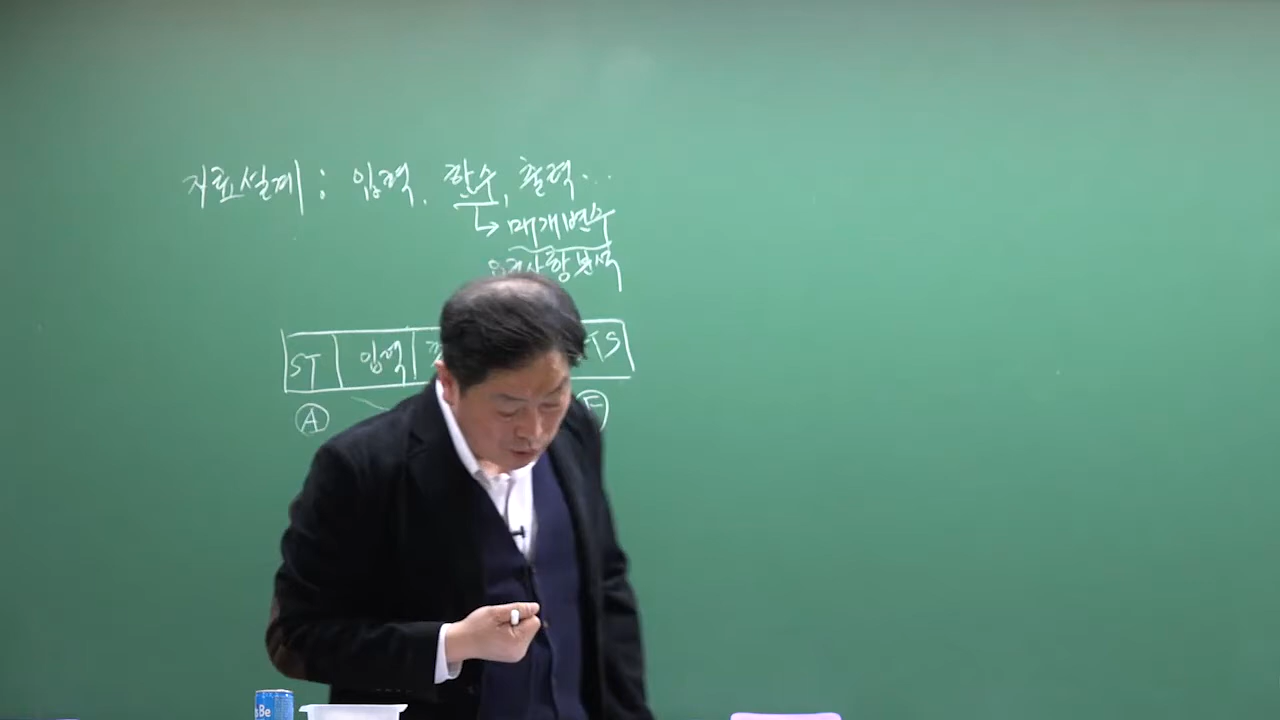 자료설계 : 입력, 함수, 출력...
↳ 매개변수
요구사항분석
ST 입력 TS
A F
Be